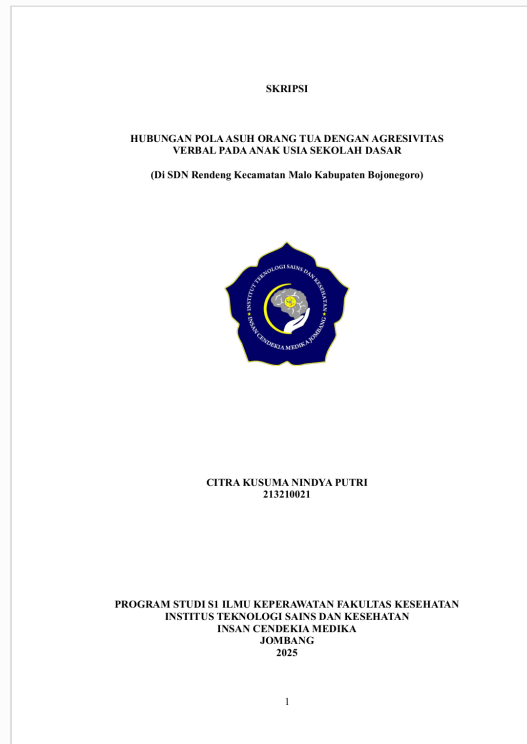 SKRIPSI
HUBUNGAN POLA ASUH ORANG TUA DENGAN AGRESIVITAS
VERBAL PADA ANAK USIA SEKOLAH DASAR
(Di SDN Rendeng Kecamatan Malo Kabupaten Bojonegoro)
INSTITUT TEKNOLOGI SAINS DAN KESEHATAN
INSAN CENDEKIA MEDIKA JOMBANG
CITRA KUSUMA NINDYA PUTRI
213210021
PROGRAM STUDI S1 ILMU KEPERAWATAN FAKULTAS KESEHATAN
INSTITUS TEKNOLOGI SAINS DAN KESEHATAN
INSAN CENDEKIA MEDIKA
JOMBANG
2025
1